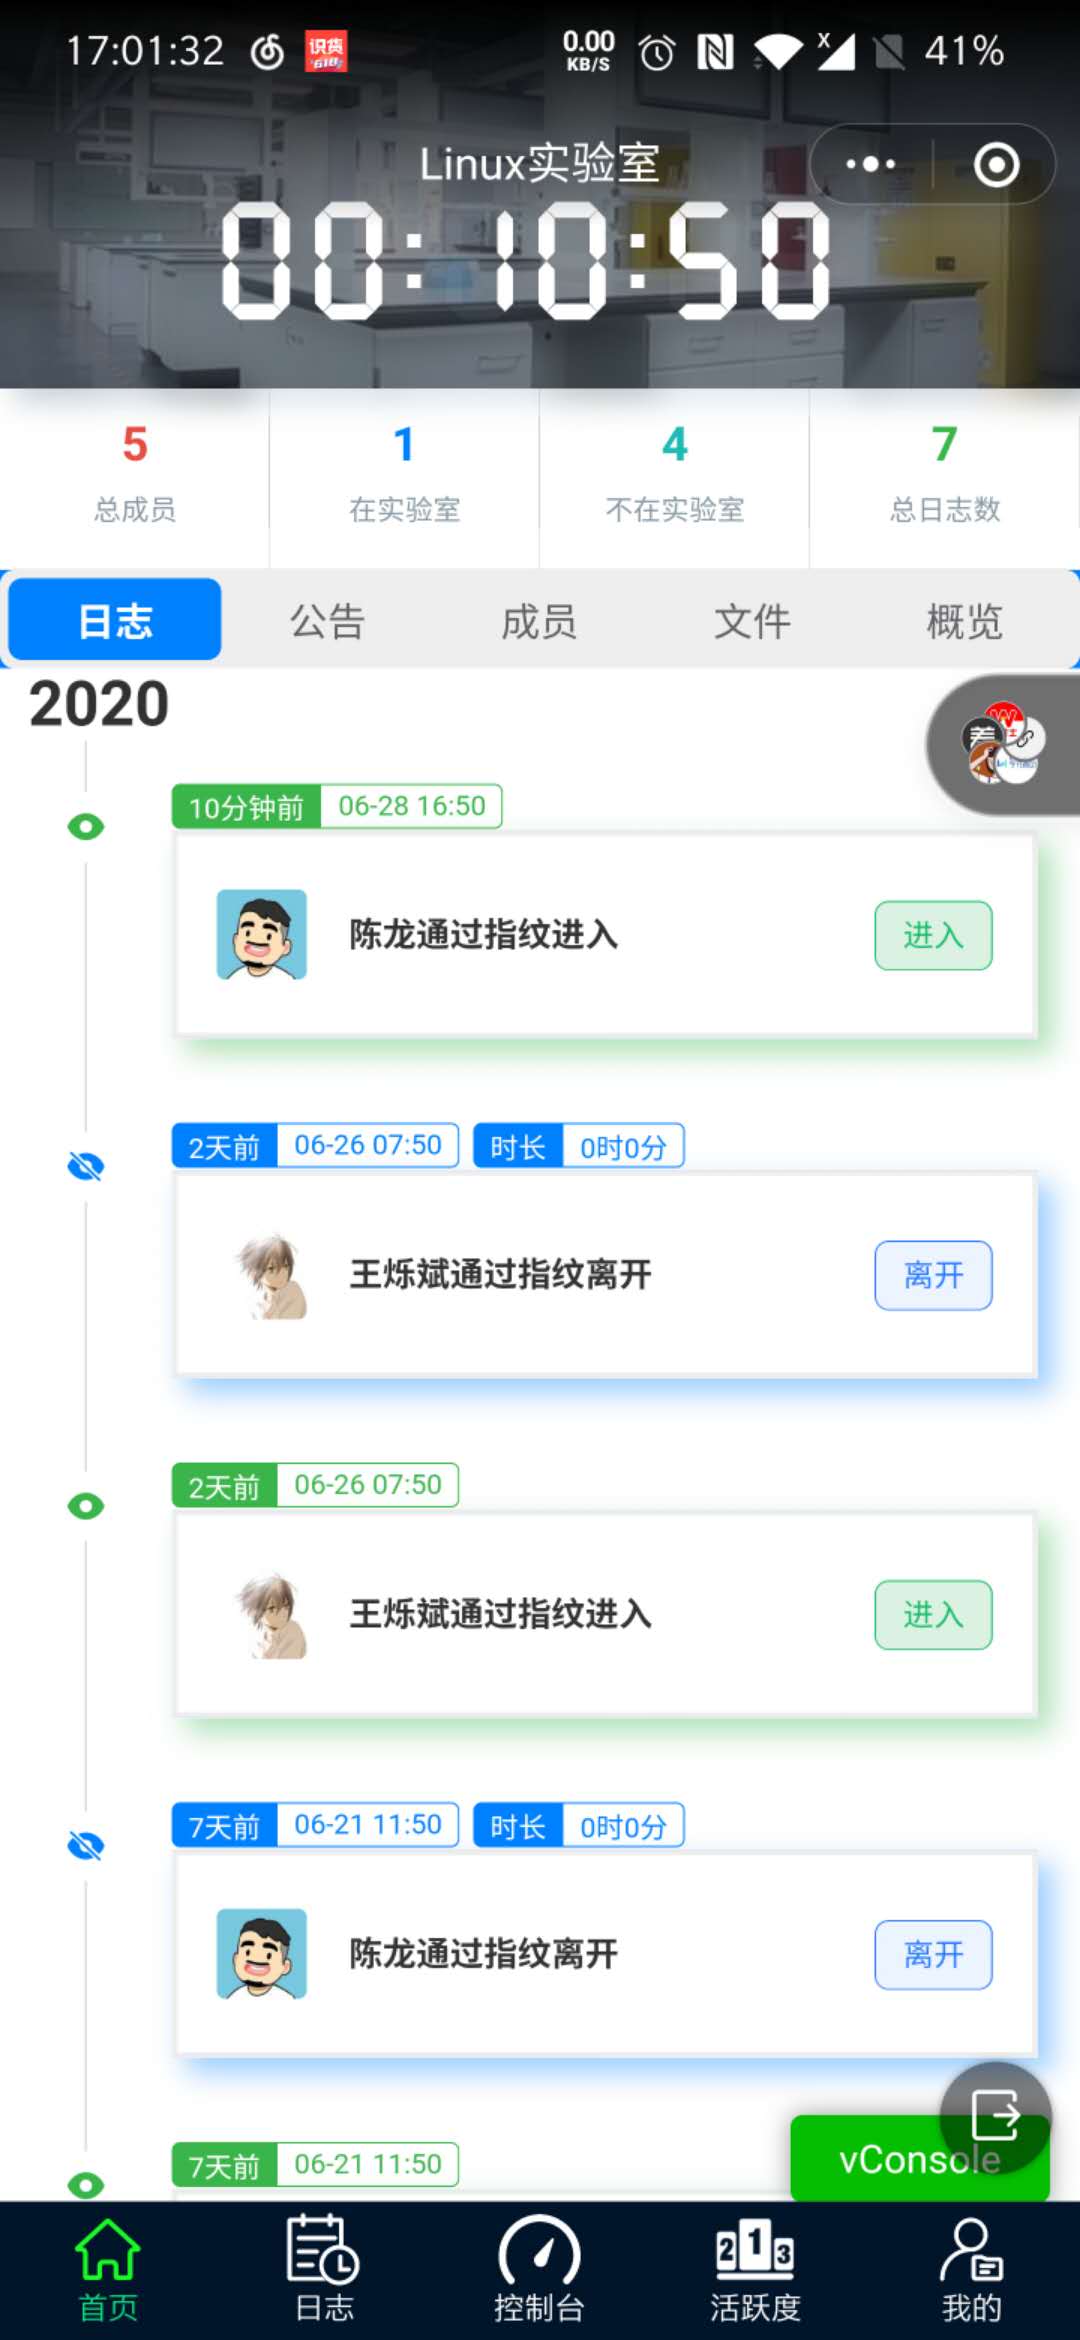 17:01:32 识货 618 0.00 KB/S 41%
Linux实验室
00:10:50
5 1 4 7
总成员 在实验室 不在实验室 总日志数
日志 公告 成员 文件 概览
2020
10分钟前 06-28 16:50
陈龙通过指纹进入 进入
2天前 06-26 07:50 时长 0时0分
王烁斌通过指纹离开 离开
2天前 06-26 07:50
王烁斌通过指纹进入 进入
7天前 06-21 11:50 时长 0时0分
陈龙通过指纹离开 离开
7天前 06-21 11:50
vConsole
首页 日志 控制台 活跃度 我的